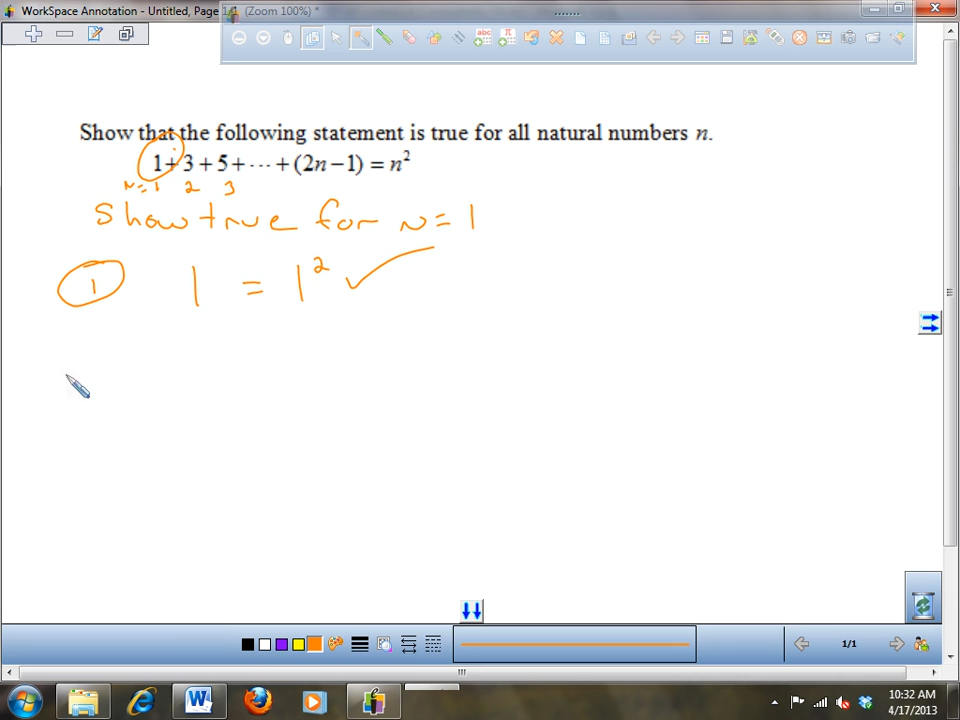 WorkSpace Annotation - Untitled, Page 1/1 (Zoom 100%) *
Show that the following statement is true for all natural numbers n.
1+3+5+⋯+(2n−1) = n²
n=1 2 3
Show true for n=1
1 1 = 1² ✓
1/1
10:32 AM
4/17/2013